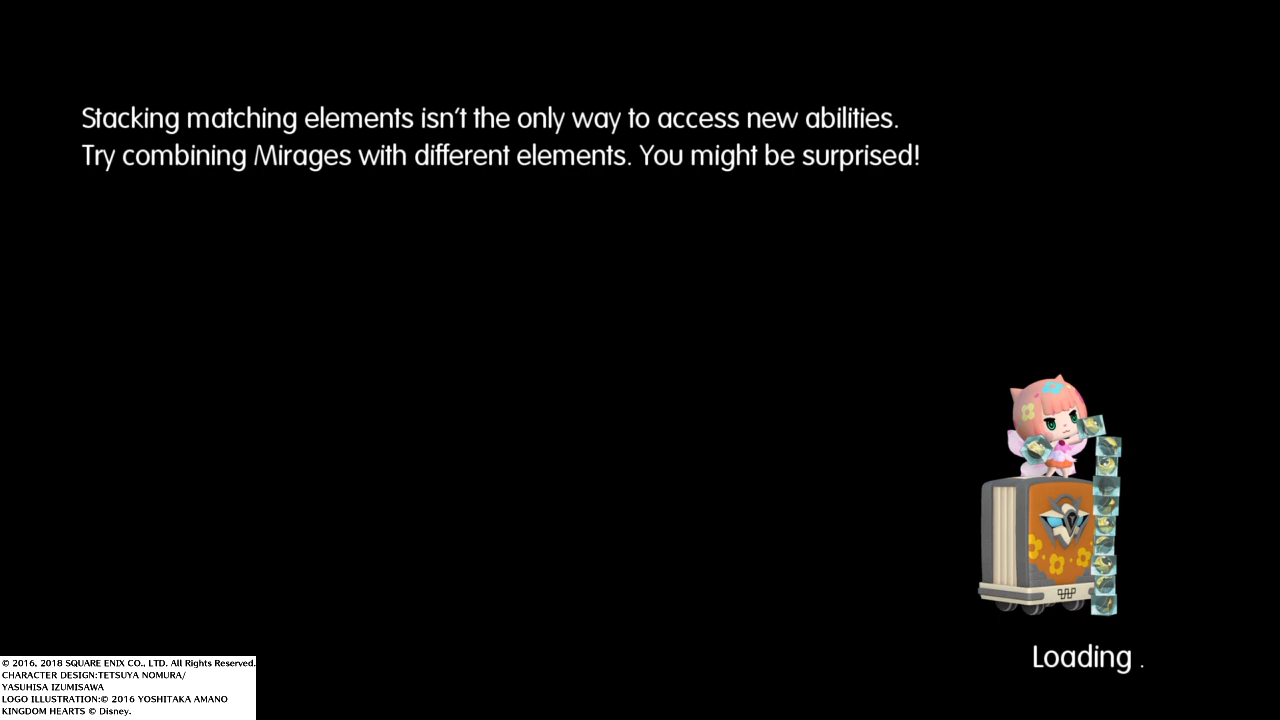 Stacking matching elements isn't the only way to access new abilities.
Try combining Mirages with different elements. You might be surprised!
Loading .
© 2016, 2018 SQUARE ENIX CO., LTD. All Rights Reserved.
CHARACTER DESIGN:TETSUYA NOMURA/
YASUHISA IZUMISAWA
LOGO ILLUSTRATION:© 2016 YOSHITAKA AMANO
KINGDOM HEARTS © Disney.